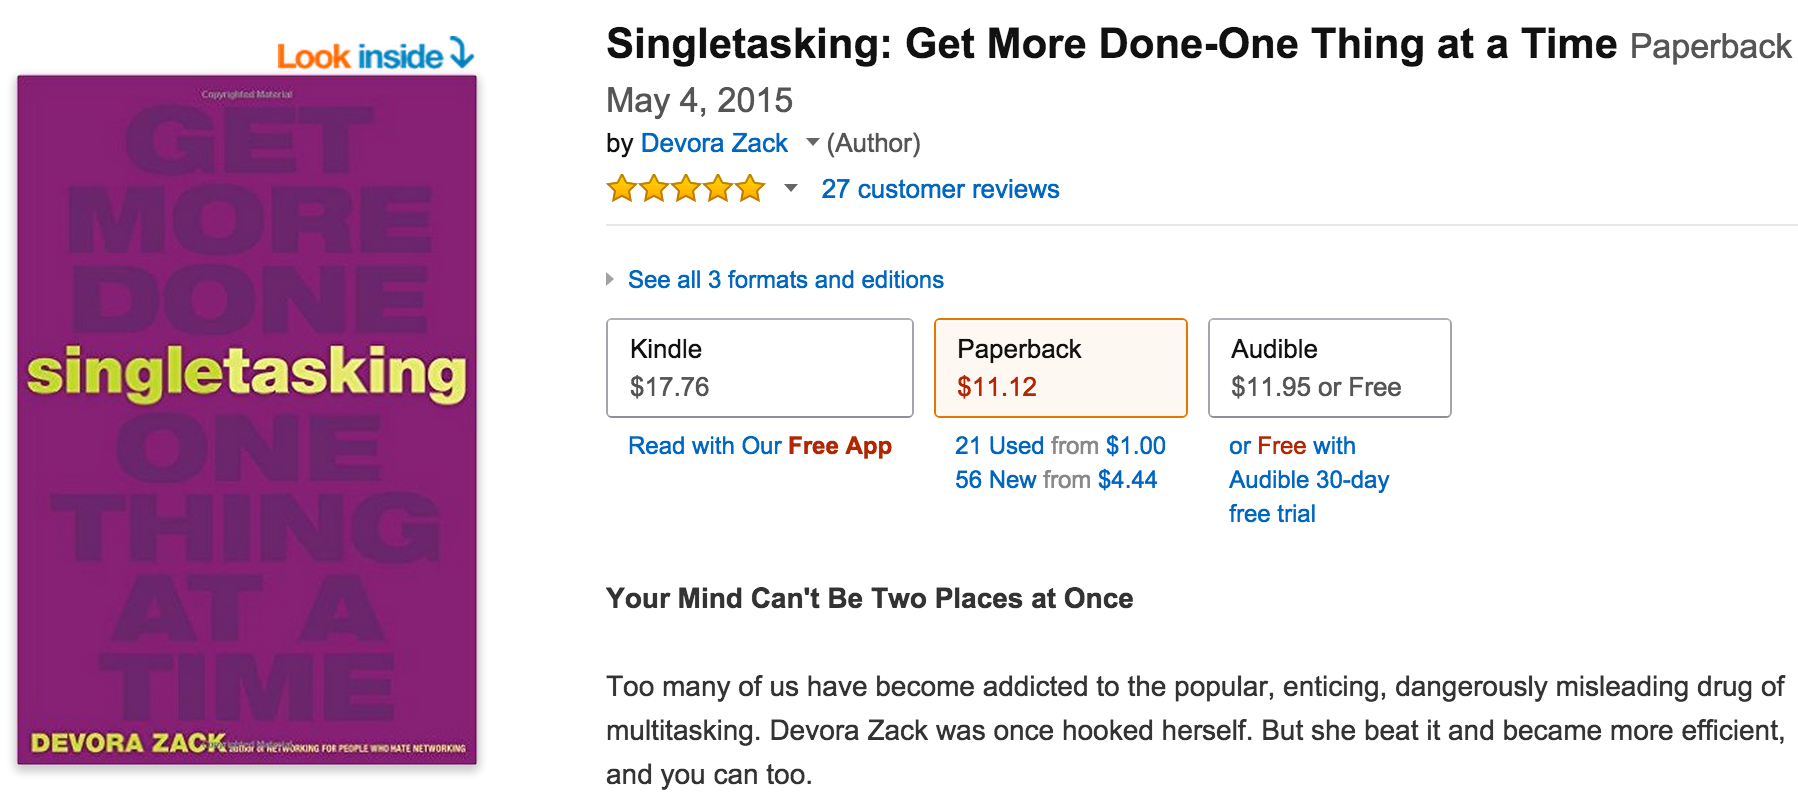 Look inside
Copyrighted Material
GET
MORE
DONE
singletasking
ONE
THING
AT A
TIME
DEVORA ZACK author of NETWORKING FOR PEOPLE WHO HATE NETWORKING
Copyrighted Material
Singletasking: Get More Done-One Thing at a Time Paperback
May 4, 2015
by Devora Zack (Author)
27 customer reviews
See all 3 formats and editions
Kindle
$17.76
Read with Our Free App
Paperback
$11.12
21 Used from $1.00
56 New from $4.44
Audible
$11.95 or Free
or Free with
Audible 30-day
free trial
Your Mind Can't Be Two Places at Once
Too many of us have become addicted to the popular, enticing, dangerously misleading drug of
multitasking. Devora Zack was once hooked herself. But she beat it and became more efficient,
and you can too.